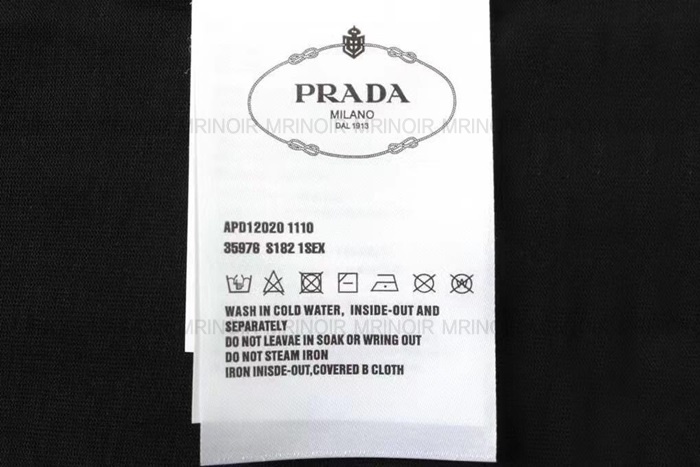 PRADA
MILANO
DAL 1913
MRINOIR MRINOIR MRINOIR MRINOIR
APD12020 1110
35976 S182 1SEX
WASH IN COLD WATER, INSIDE-OUT AND
SEPARATELY
MRINOIR MRINOIR MRINOIR MRINOIR
DO NOT LEAVAE IN SOAK OR WRING OUT
DO NOT STEAM IRON
IRON INISDE-OUT,COVERED B CLOTH